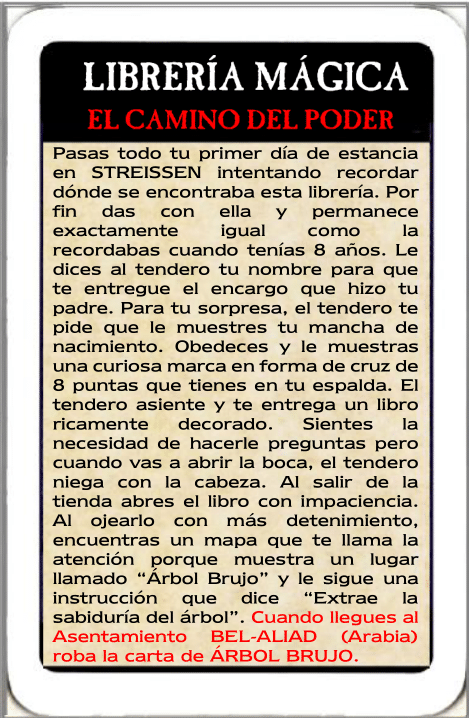 LIBRERÍA MÁGICA
EL CAMINO DEL PODER
Pasas todo tu primer día de estancia
en STREISSEN intentando recordar
dónde se encontraba esta librería. Por
fin das con ella y permanece
exactamente igual como la
recordabas cuando tenías 8 años. Le
dices al tendero tu nombre para que
te entregue el encargo que hizo tu
padre. Para tu sorpresa, el tendero te
pide que le muestres tu mancha de
nacimiento. Obedeces y le muestras
una curiosa marca en forma de cruz de
8 puntas que tienes en tu espalda. El
tendero asiente y te entrega un libro
ricamente decorado. Sientes la
necesidad de hacerle preguntas pero
cuando vas a abrir la boca, el tendero
niega con la cabeza. Al salir de la
tienda abres el libro con impaciencia.
Al ojearlo con más detenimiento,
encuentras un mapa que te llama la
atención porque muestra un lugar
llamado “Árbol Brujo” y le sigue una
instrucción que dice “Extrae la
sabiduría del árbol”. Cuando llegues al
Asentamiento BEL-ALIAD (Arabia)
roba la carta de ÁRBOL BRUJO.